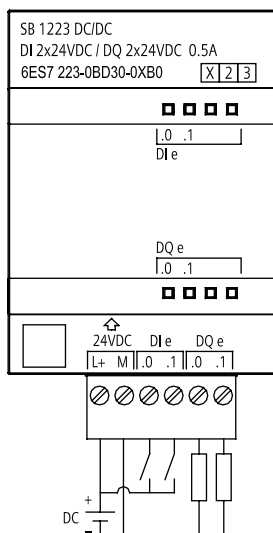 SB 1223 DC/DC
DI 2x24VDC / DQ 2x24VDC 0.5A
6ES7 223-0BD30-0XB0 X 2 3
.0 .1
DI e
DQ e
.0 .1
24VDC DI e DQ e
L+ M .0 .1 .0 .1
+
DC
-